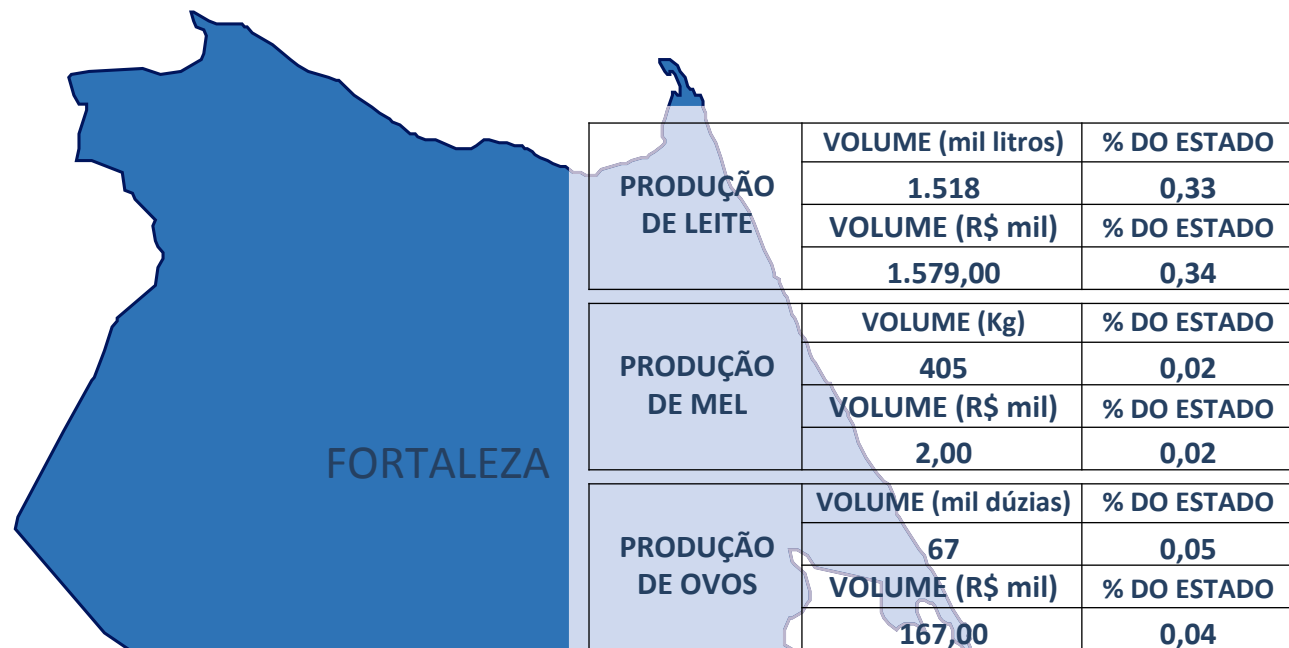 FORTALEZA
VOLUME (mil litros) % DO ESTADO
PRODUÇÃO DE LEITE
1.518 0,33
VOLUME (R$ mil) % DO ESTADO
1.579,00 0,34
VOLUME (Kg) % DO ESTADO
PRODUÇÃO DE MEL
405 0,02
VOLUME (R$ mil) % DO ESTADO
2,00 0,02
VOLUME (mil dúzias) % DO ESTADO
PRODUÇÃO DE OVOS
67 0,05
VOLUME (R$ mil) % DO ESTADO
167,00 0,04